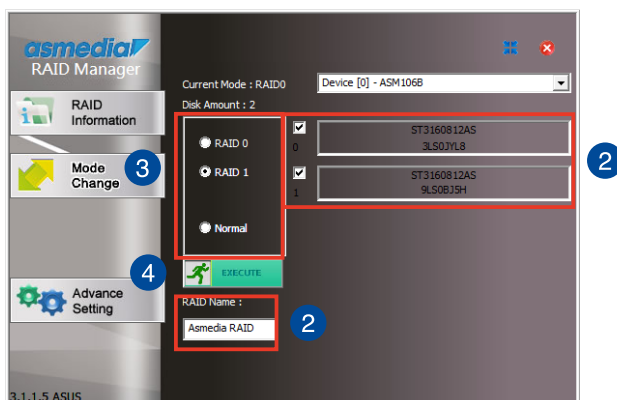 asmedia
RAID Manager
Current Mode : RAID0
Device [0] - ASM106B
Disk Amount : 2
RAID
Information
Mode
Change
3
RAID 0
RAID 1
Normal
0
ST3160812AS
3LS0JYL8
1
ST3160812AS
9LS0BJ5H
2
4
EXECUTE
Advance
Setting
RAID Name :
Asmedia RAID
2
3.1.1.5 ASUS